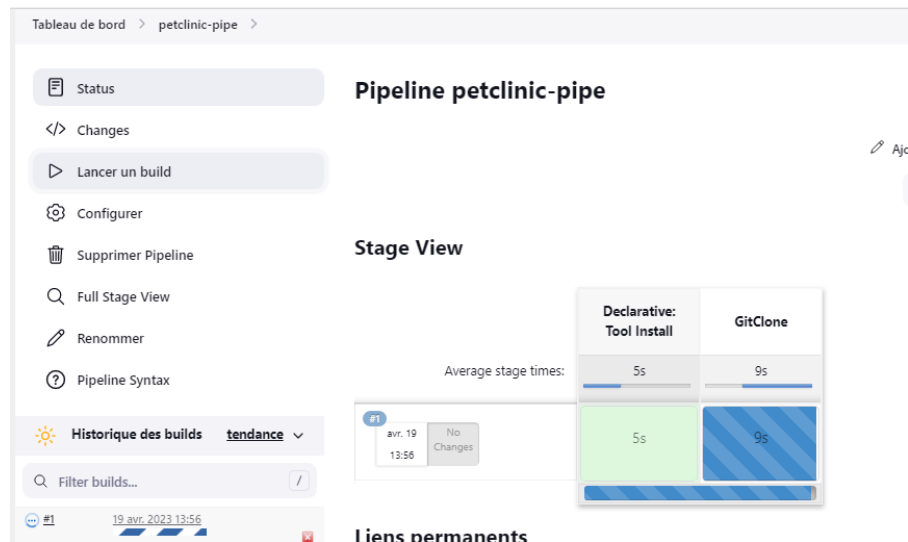 Tableau de bord > petclinic-pipe >
Status
Changes
Lancer un build
Configurer
Supprimer Pipeline
Full Stage View
Renommer
Pipeline Syntax
Historique des builds tendance
Filter builds... /
#1 19 avr. 2023 13:56
Pipeline petclinic-pipe
Stage View
Declarative:
Tool Install
GitClone
Average stage times: 5s 9s
#1
avr. 19
13:56
No
Changes
5s 9s
Liens permanents